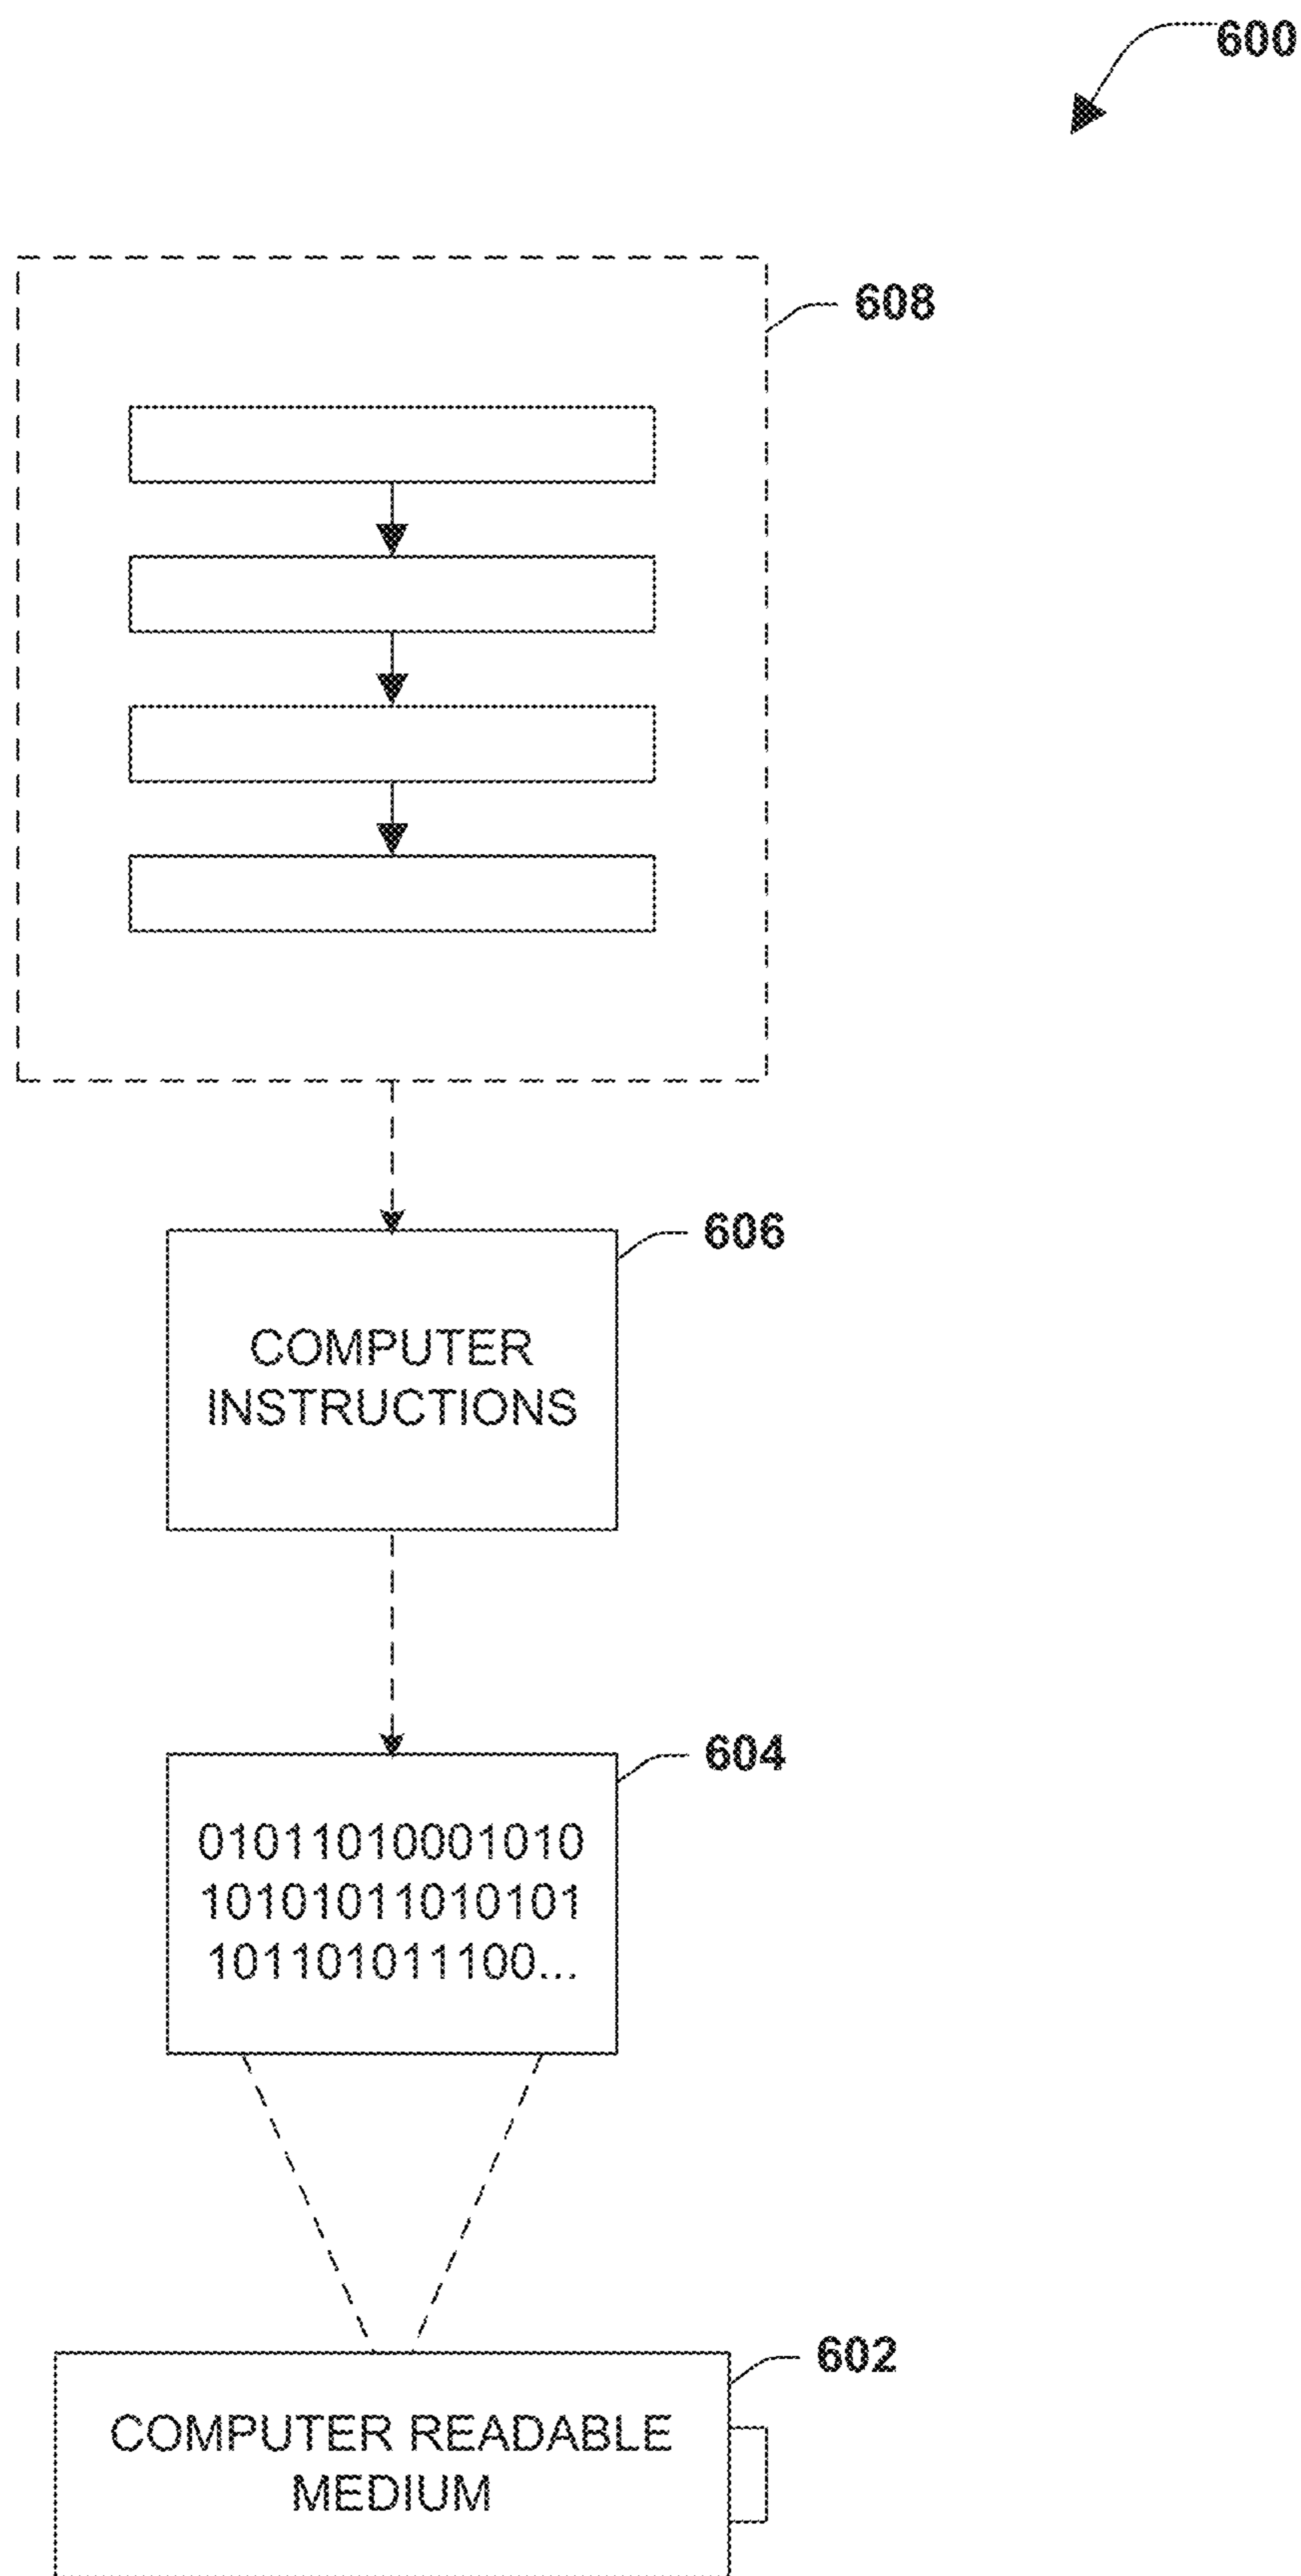 600
608
606
COMPUTER
INSTRUCTIONS
604
01011010001010
10101011010101
101101011100...
602
COMPUTER READABLE
MEDIUM